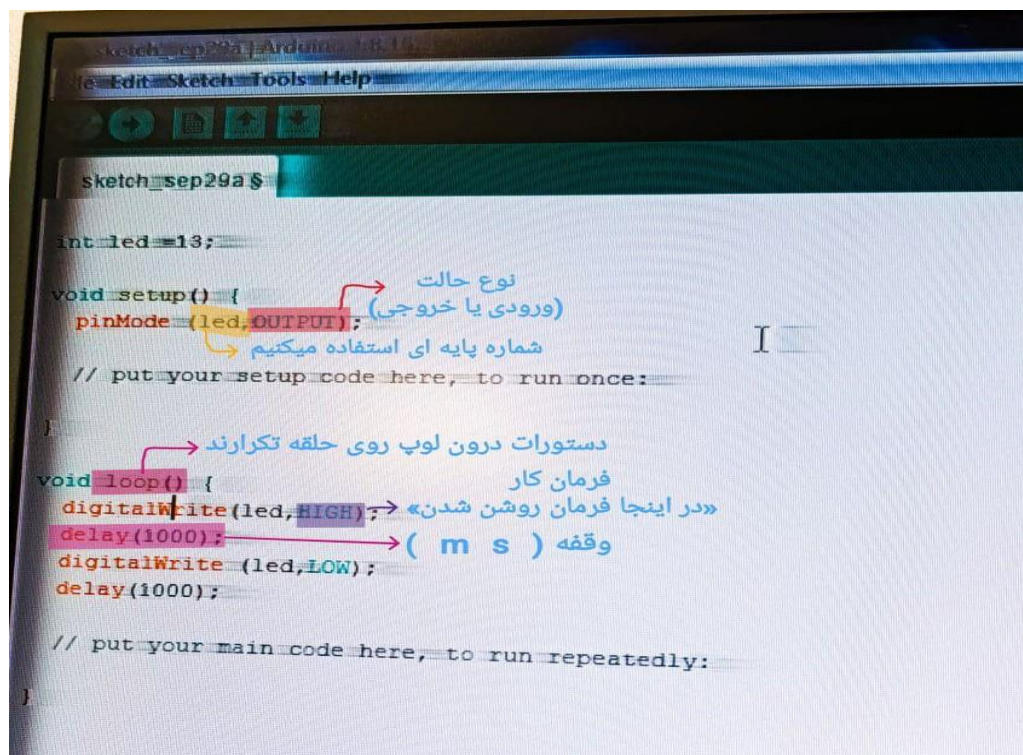 sketch_sep29a | Arduino 1.8.1
Edit Sketch Tools Help
sketch_sep29a §
int led =13;
void setup() {
نوع حالت
(ورودی یا خروجی)
pinMode (led,OUTPUT);
شماره پایه ای استفاده میکنیم
// put your setup code here, to run once:
}
دستورات درون لوپ روی حلقه تکرارند
void loop() {
فرمان کار
digitalWrite(led,HIGH);
«در اینجا فرمان روشن شدن»
delay(1000);
وقفه ( m s )
digitalWrite (led,LOW);
delay(1000);
// put your main code here, to run repeatedly:
}